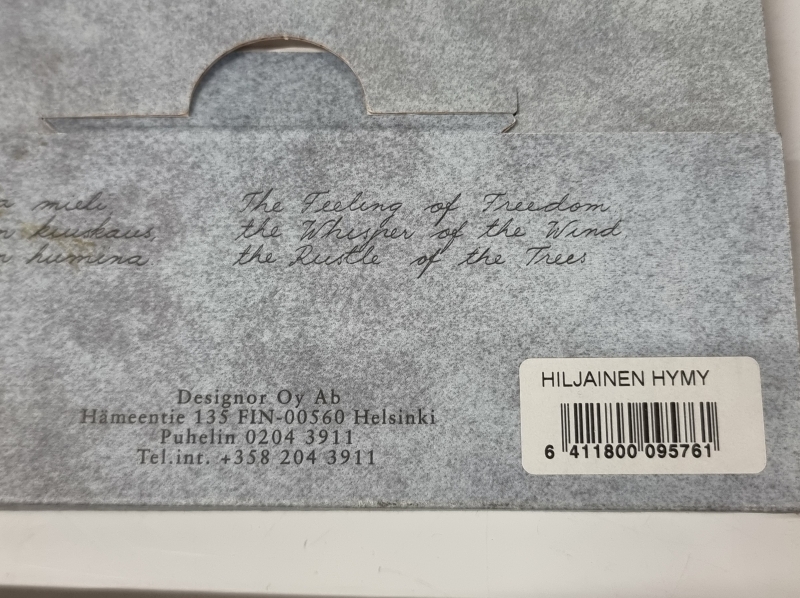 a mieli
n kuiskaus,
n humina
The Feeling of Freedom
the Whisper of the Wind
the Rustle of the Trees
Designor Oy Ab
Hämeentie 135 FIN-00560 Helsinki
Puhelin 0204 3911
Tel.int. +358 204 3911
HILJAINEN HYMY
6 411800 095761